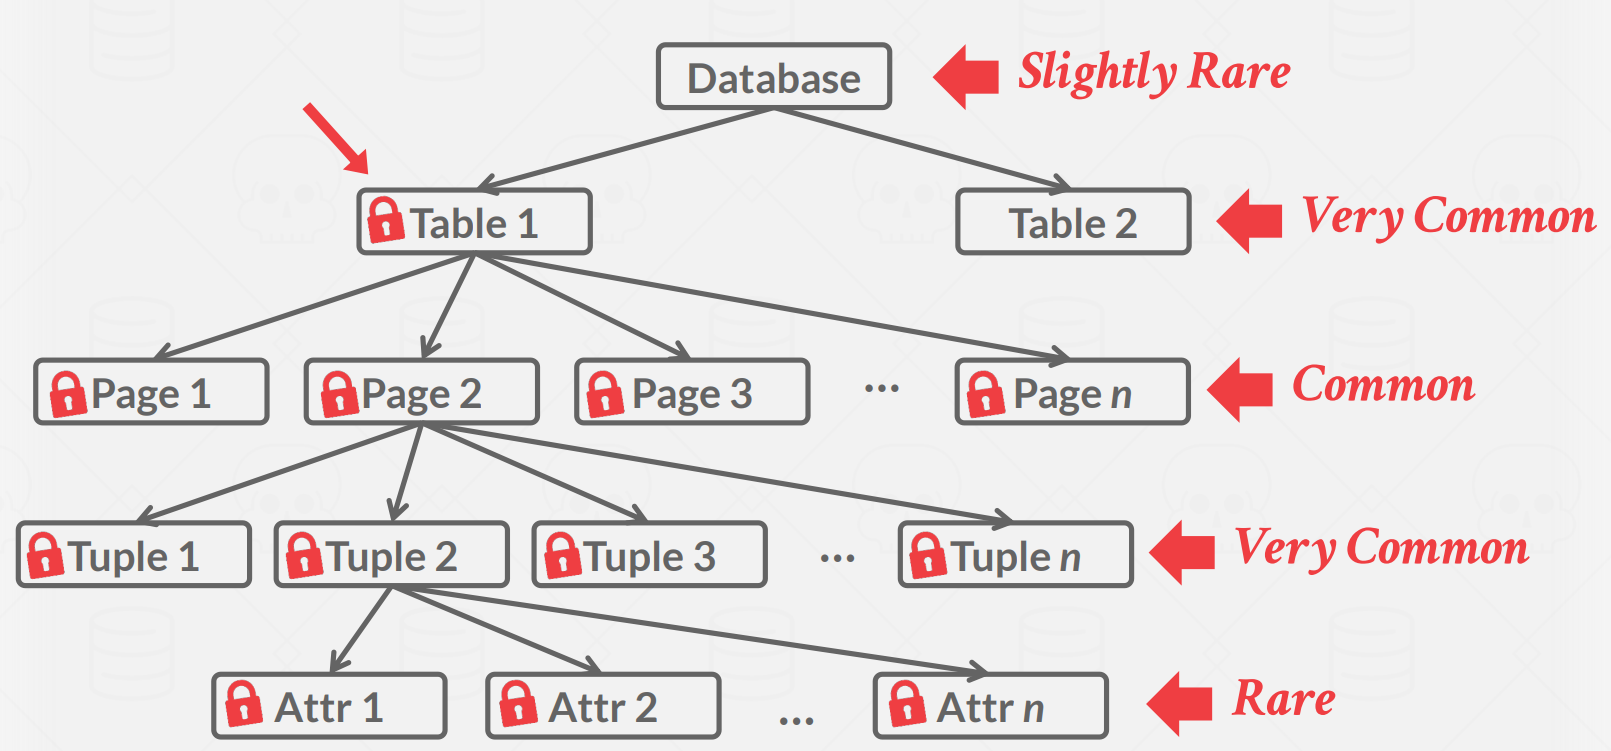 Database
Slightly Rare
Table 1
Table 2
Very Common
Page 1
Page 2
Page 3
...
Page n
Common
Tuple 1
Tuple 2
Tuple 3
...
Tuple n
Very Common
Attr 1
Attr 2
...
Attr n
Rare